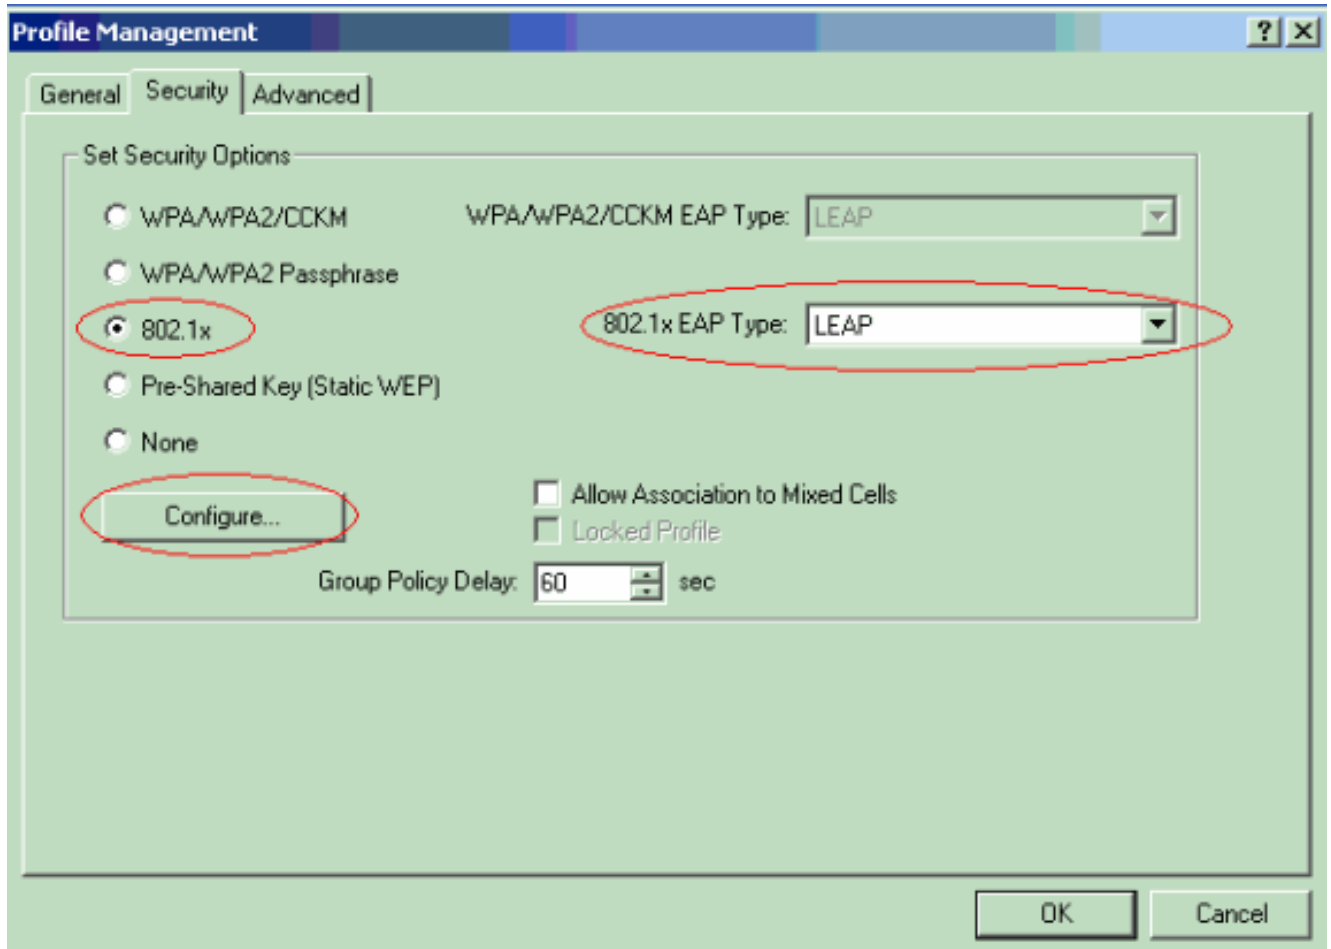 Profile Management
General Security Advanced
Set Security Options
WPA/WPA2/CCKM WPA/WPA2/CCKM EAP Type: LEAP
WPA/WPA2 Passphrase
802.1x 802.1x EAP Type: LEAP
Pre-Shared Key (Static WEP)
None
Configure... Allow Association to Mixed Cells
Locked Profile
Group Policy Delay: 60 sec
OK Cancel